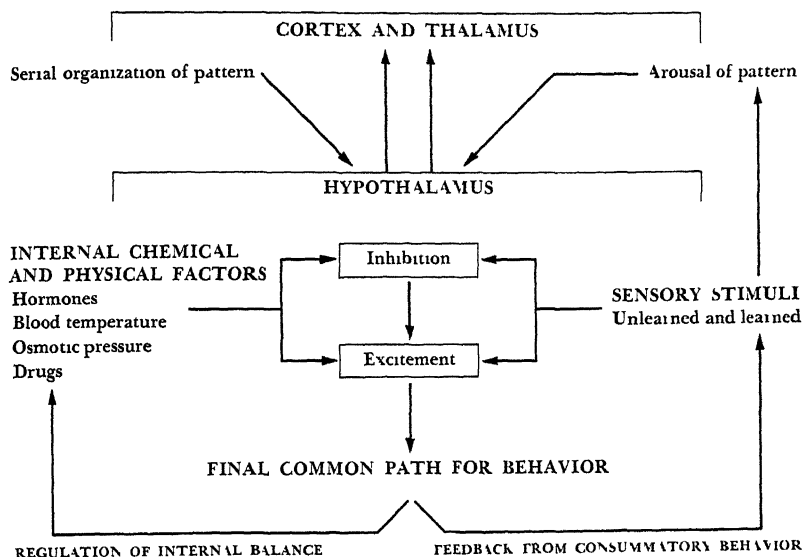 CORTEX AND THALAMUS
Serial organization of pattern
Arousal of pattern
HYPOTHALAMUS
INTERNAL CHEMICAL
AND PHYSICAL FACTORS
Hormones
Blood temperature
Osmotic pressure
Drugs
Inhibition
Excitement
SENSORY STIMULI
Unlearned and learned
FINAL COMMON PATH FOR BEHAVIOR
REGULATION OF INTERNAL BALANCE
FEEDBACK FROM CONSUMMATORY BEHAVIOR